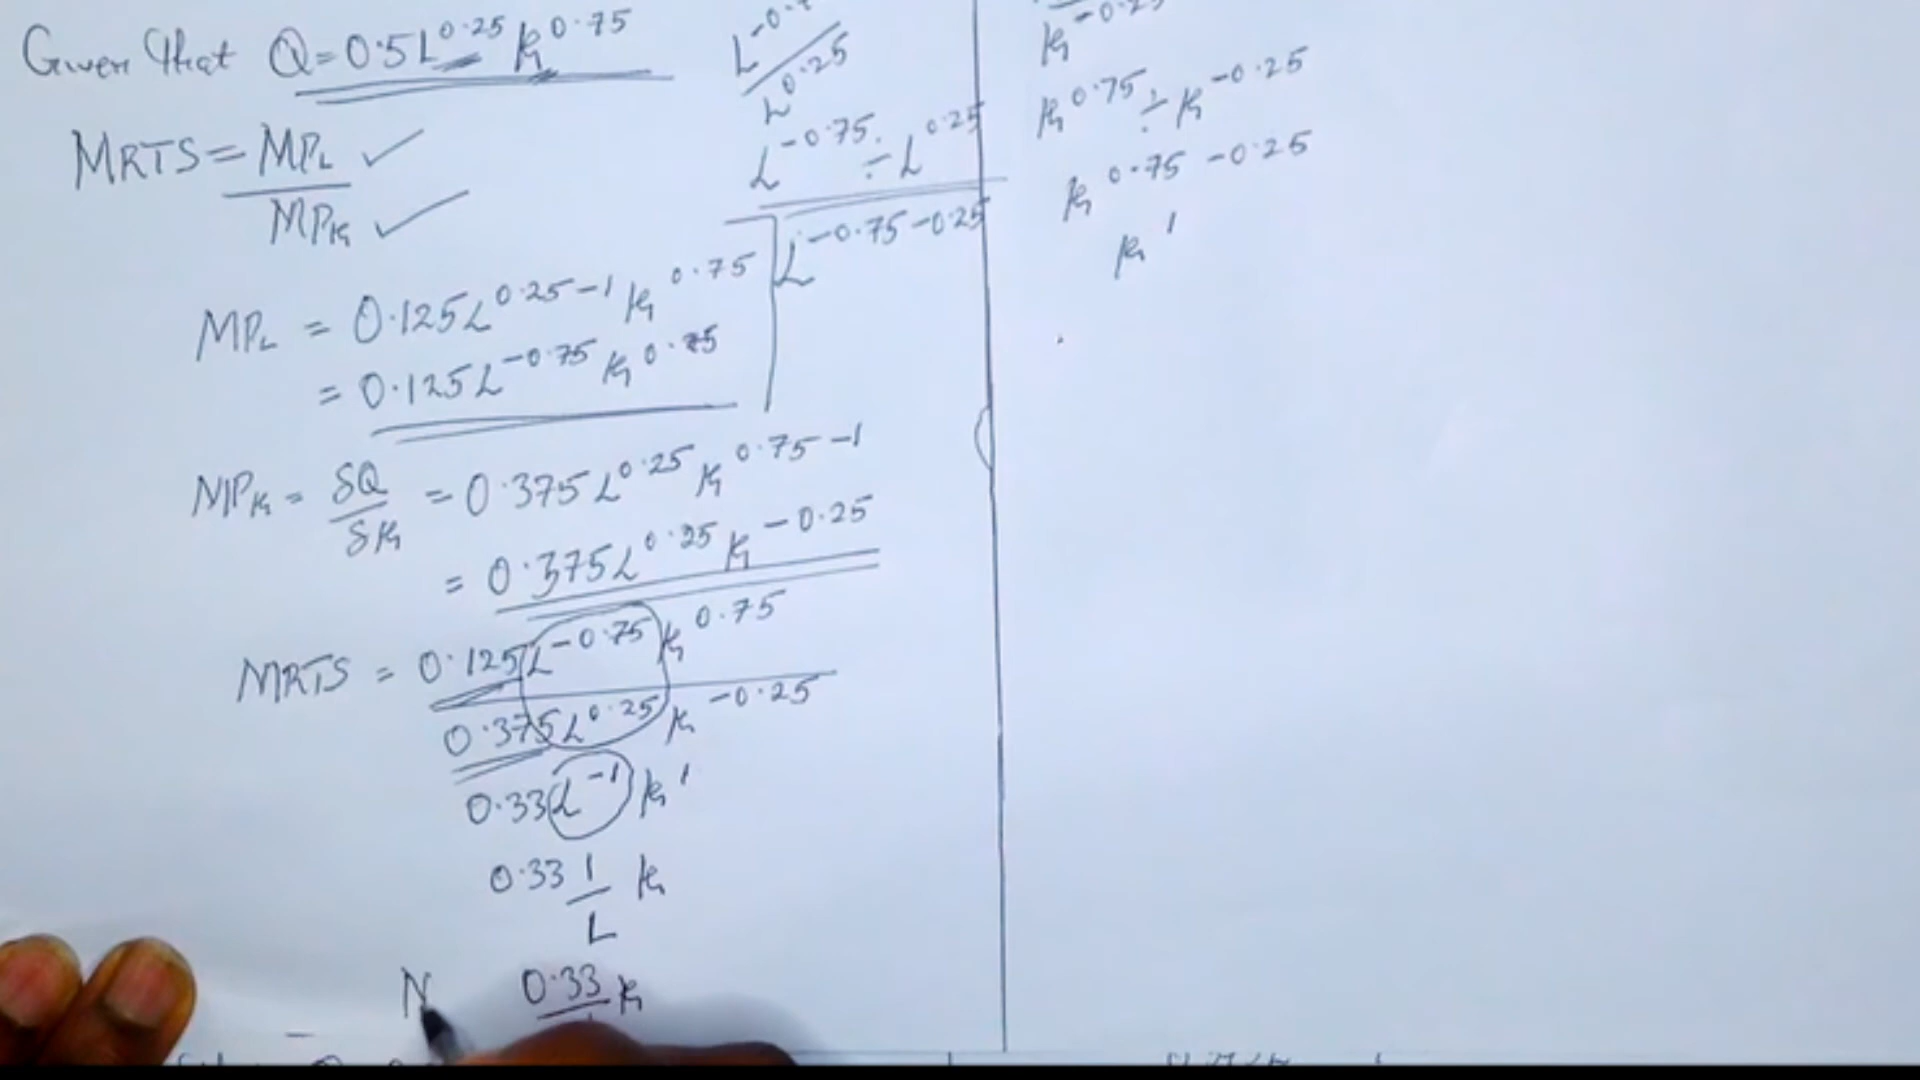 Given that Q=0.5L^0.25 K^0.75
MRTS = MPL
MPK
MPL = 0.125L^0.25-1 K^0.75
= 0.125L^-0.75 K^0.75
MPK = δQ = 0.375L^0.25 K^0.75-1
δK
= 0.375L^0.25 K^-0.25
MRTS = 0.125L^-0.75 K^0.75
0.375L^0.25 K^-0.25
0.33L^-1 K^1
0.33 1 K
L
N 0.33 K
L^0.25
L^-0.75 ÷ L^0.25
L^-0.75-0.25
K^-0.25
K^0.75 ÷ K^-0.25
K^0.75 -0.25
K^1